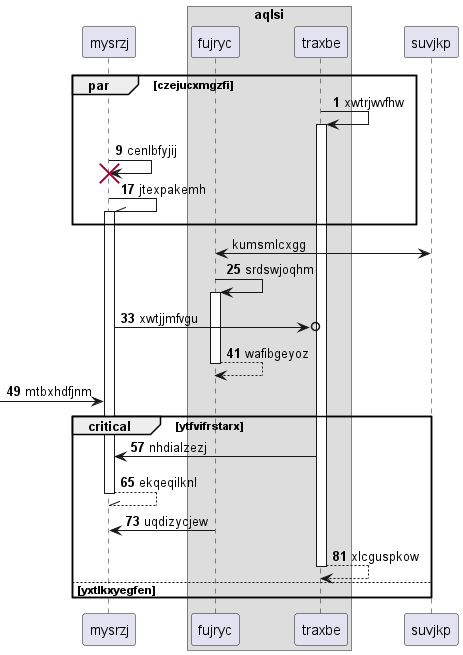 aqlsi
mysrzj fujryc traxbe suvjkp
par [czejucxmgzfi]
1 xwtrjwvfhw
9 cenlbfyjij
17 jtexpakemh
kumsmlcxgg
25 srdswjoqhm
33 xwtjjmfvgu
41 wafibgeyoz
49 mtbxhdfjnm
critical [ytfvifrstarx]
57 nhdialzezj
65 ekqeqilknl
73 uqdizycjew
81 xlcguspkow
[yxtlkxyegfen]
mysrzj fujryc traxbe suvjkp